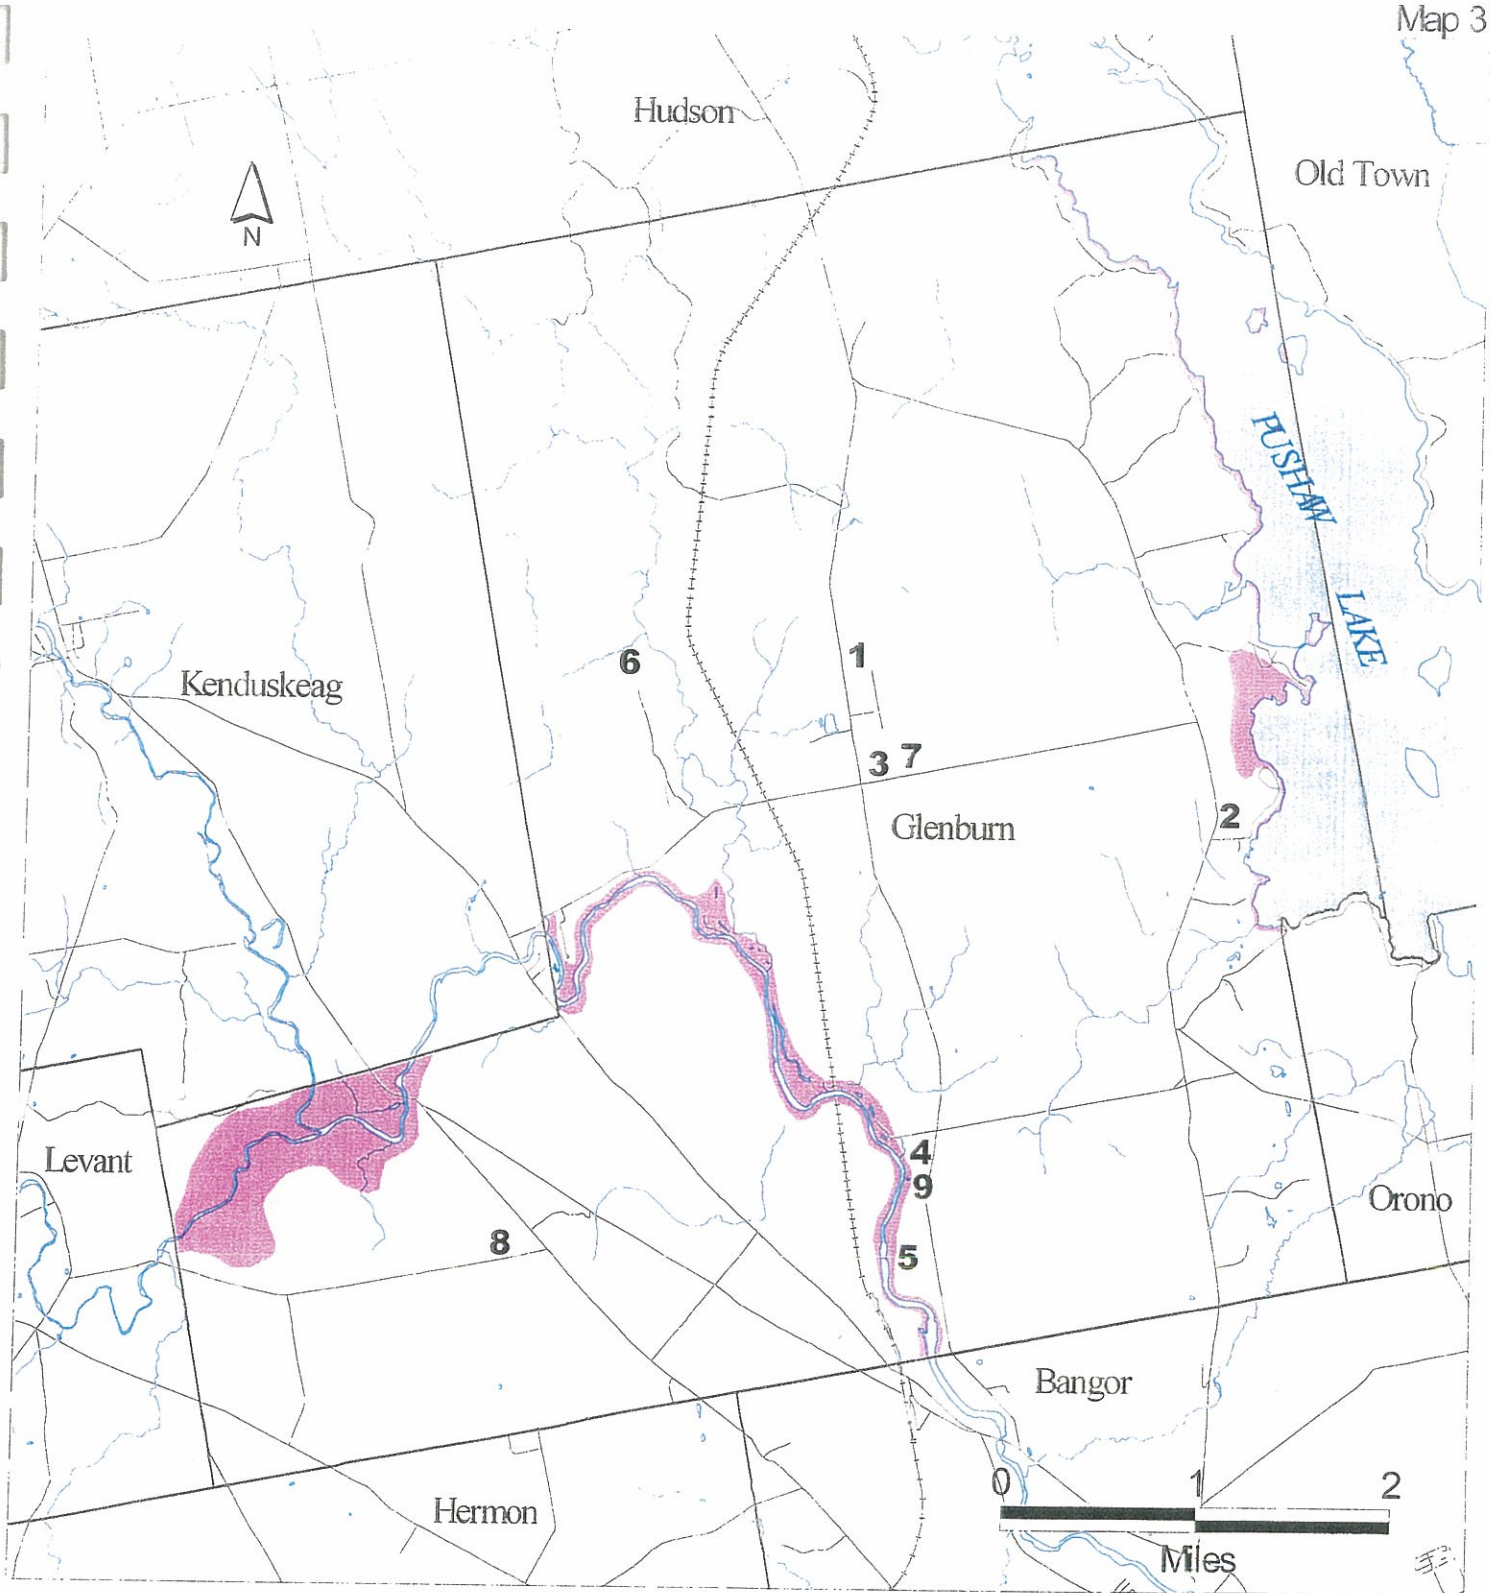 Map 3
Hudson
Old Town
N
PUSHAW
LAKE
6
1
Kenduskeag
3 7
2
Glenburn
4
Levant
9
Orono
8
5
Bangor
0 1 2
Hermon
Miles